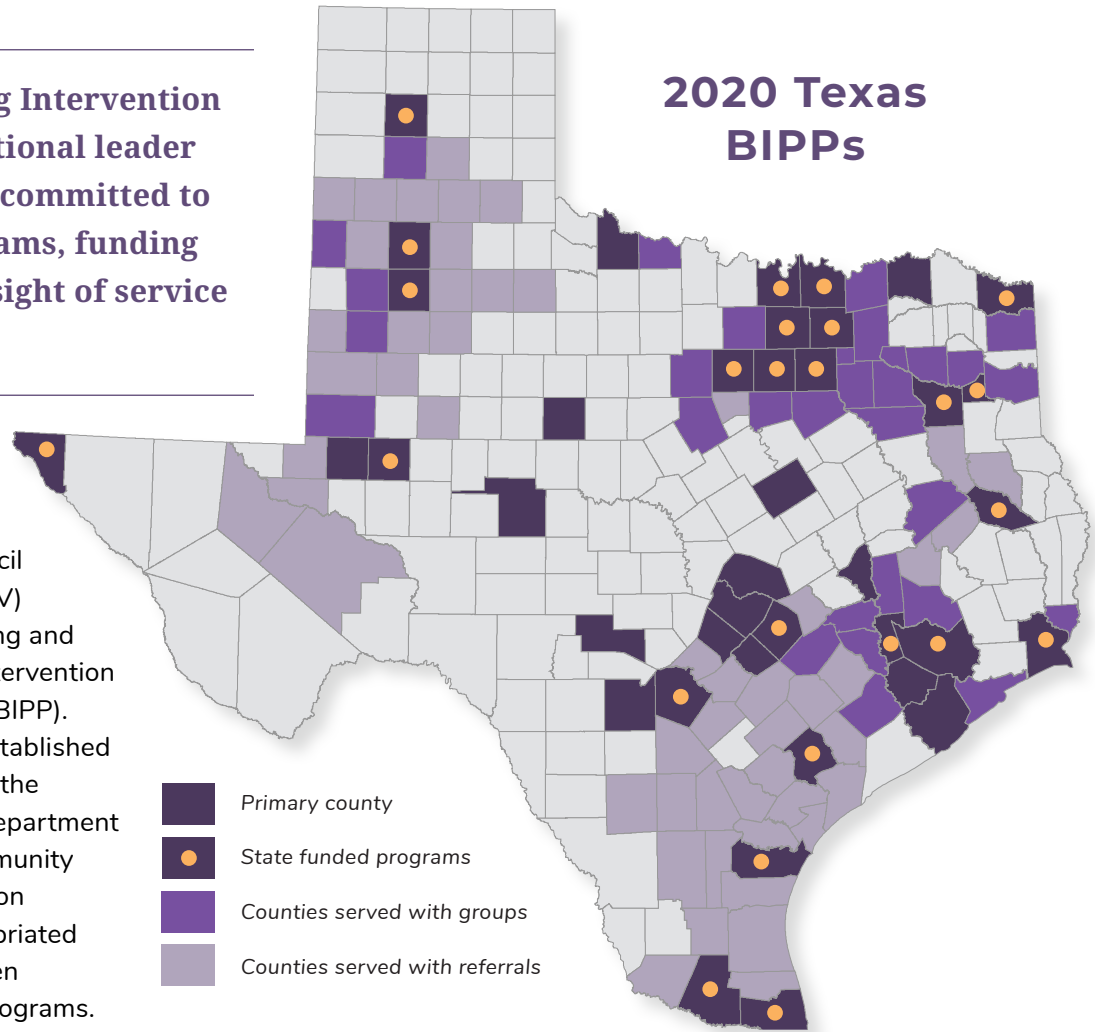 g Intervention
tional leader
committed to
ams, funding
sight of service
2020 Texas
BIPPs
cil
V)
ng and
tervention
BIPP).
tablished
the
epartment
munity
on
priated
en
ograms.
Primary county
State funded programs
Counties served with groups
Counties served with referrals